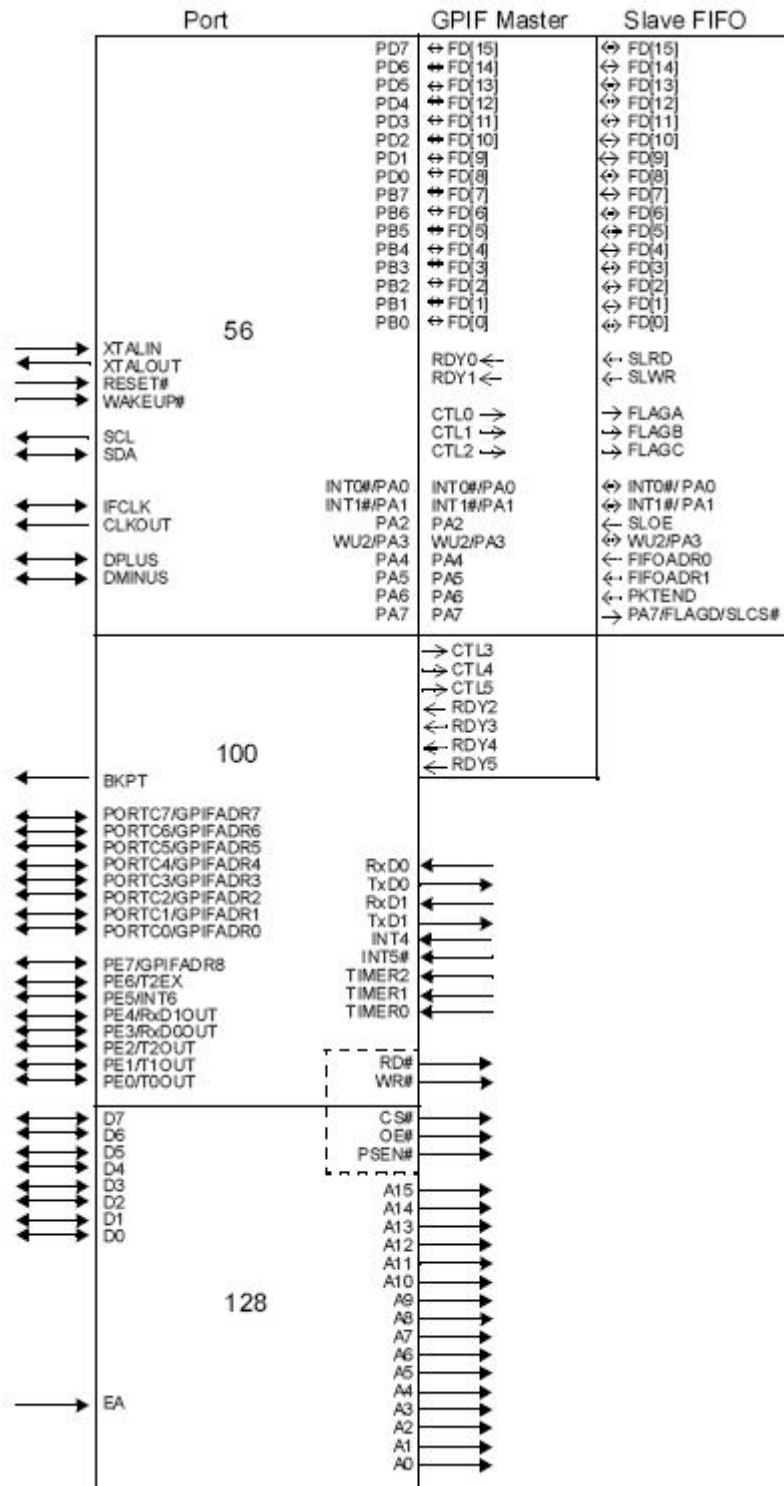 Port GPIF Master Slave FIFO
PD7 FD[15] FD[15]
PD6 FD[14] FD[14]
PD5 FD[13] FD[13]
PD4 FD[12] FD[12]
PD3 FD[11] FD[11]
PD2 FD[10] FD[10]
PD1 FD[9] FD[9]
PD0 FD[8] FD[8]
PB7 FD[7] FD[7]
PB6 FD[6] FD[6]
PB5 FD[5] FD[5]
PB4 FD[4] FD[4]
PB3 FD[3] FD[3]
PB2 FD[2] FD[2]
PB1 FD[1] FD[1]
PB0 FD[0] FD[0]
56
XTALIN
XTALOUT RDY0 SLRD
RESET# RDY1 SLWR
WAKEUP#
CTL0 FLAGA
SCL CTL1 FLAGB
SDA CTL2 FLAGC
INT0#/PA0 INT0#/PA0 INT0#/PA0
IFCLK INT1#/PA1 INT1#/PA1 INT1#/PA1
CLKOUT PA2 PA2 SLOE
WU2/PA3 WU2/PA3 WU2/PA3
DPLUS PA4 PA4 FIFOADR0
DMINUS PA5 PA5 FIFOADR1
PA6 PA6 PKTEND
PA7 PA7 PA7/FLAGD/SLCS#
CTL3
CTL4
CTL5
RDY2
RDY3
RDY4
RDY5
100
BKPT
PORTC7/GPIFADR7
PORTC6/GPIFADR6
PORTC5/GPIFADR5
PORTC4/GPIFADR4 RxD0
PORTC3/GPIFADR3 TxD0
PORTC2/GPIFADR2 RxD1
PORTC1/GPIFADR1 TxD1
PORTC0/GPIFADR0 INT4
INT5#
PE7/GPIFADR8 TIMER2
PE6/T2EX TIMER1
PE5/INT6 TIMER0
PE4/RxD1OUT
PE3/RxD0OUT
PE2/T2OUT
PE1/T1OUT RD#
PE0/T0OUT WR#
D7 CS#
D6 OE#
D5 PSEN#
D4
D3 A15
D2 A14
D1 A13
D0 A12
A11
A10
128 A9
A8
A7
A6
A5
A4
EA A3
A2
A1
A0